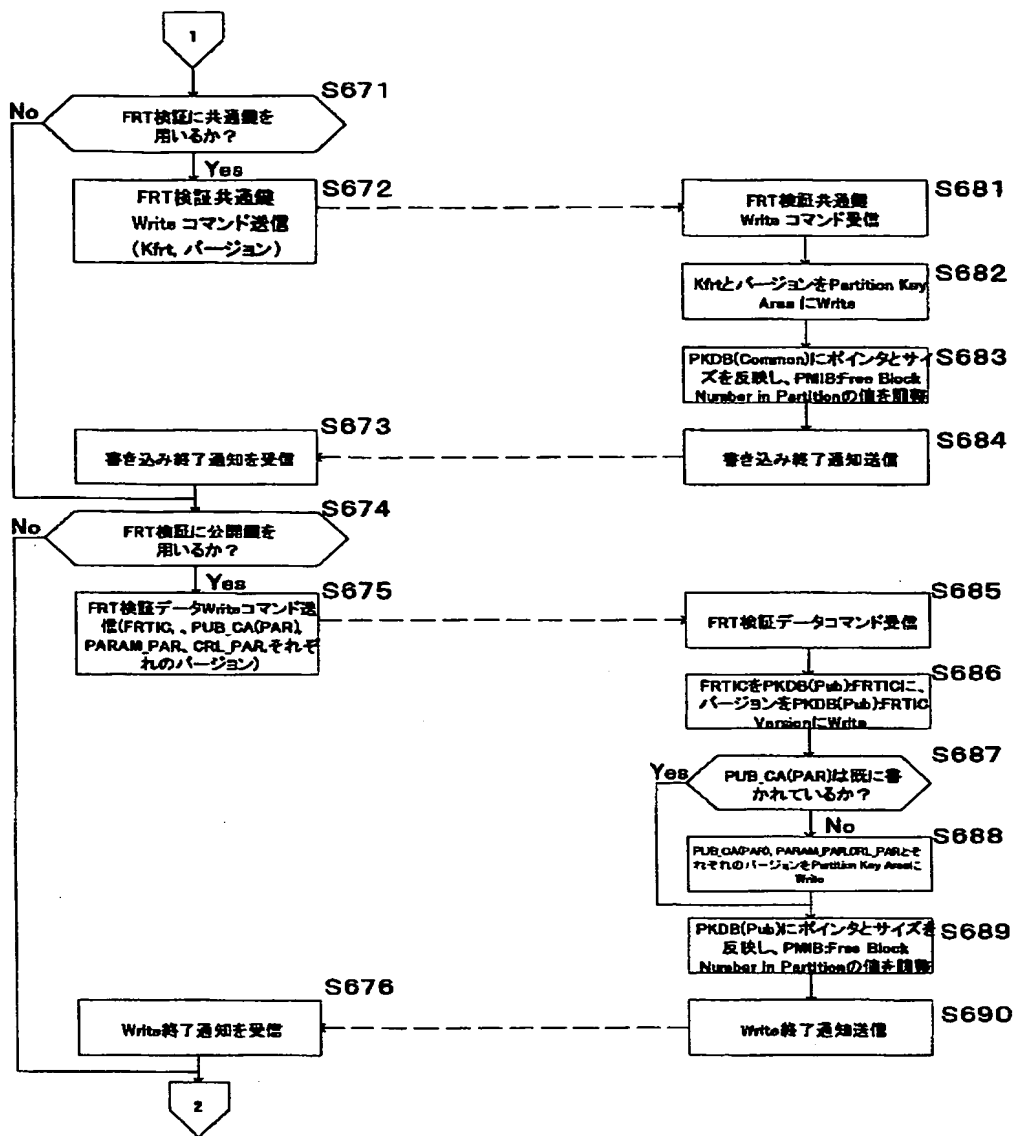 1
S671
No
FRT検証に共通鍵を
用いるか？
Yes
S672
FRT検証共通鍵
Write コマンド送信
(Kfrt, バージョン)
S681
FRT検証共通鍵
Write コマンド受信
S682
KfrtとバージョンをPartition Key
Area にWrite
S683
PKDB(Common)にポインタとサイ
ズを反映し、PMIB:Free Block
Number in Partitionの値を調整
S673
書き込み終了通知を受信
S684
書き込み終了通知送信
S674
No
FRT検証に公開鍵を
用いるか？
Yes
S675
FRT検証データWriteコマンド送
信(FRTIC, 、PUB_CA(PAR),
PARAM_PAR、CRL_PAR,それぞ
れのバージョン)
S685
FRT検証データコマンド受信
S686
FRTICをPKDB(Pub):FRTICに、
バージョンをPKDB(Pub):FRTIC
VersionにWrite
S687
Yes
PUB_CA(PAR)は既に書
かれているか？
No
S688
PUB_CA(PAR), PARAM_PAR,CRL_PARとそ
れぞれのバージョンをPartition Key Areaに
Write
S689
PKDB(Pub)にポインタとサイズを
反映し、PMIB:Free Block
Number in Partitionの値を調整
S676
Write終了通知を受信
S690
Write終了通知送信
2